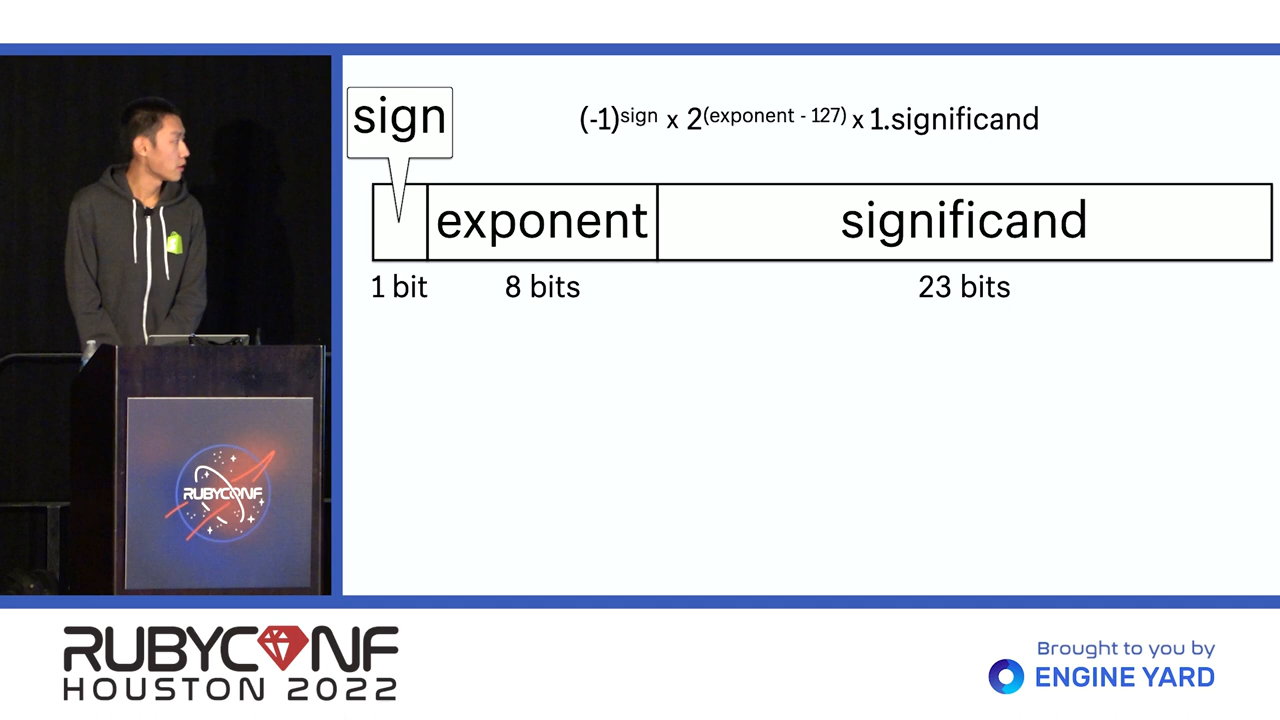 sign
(-1)sign x 2(exponent - 127) x 1.significand
exponent
significand
1 bit
8 bits
23 bits
RUBYCONF
RUBYCONF
HOUSTON 2022
Brought to you by
ENGINE YARD